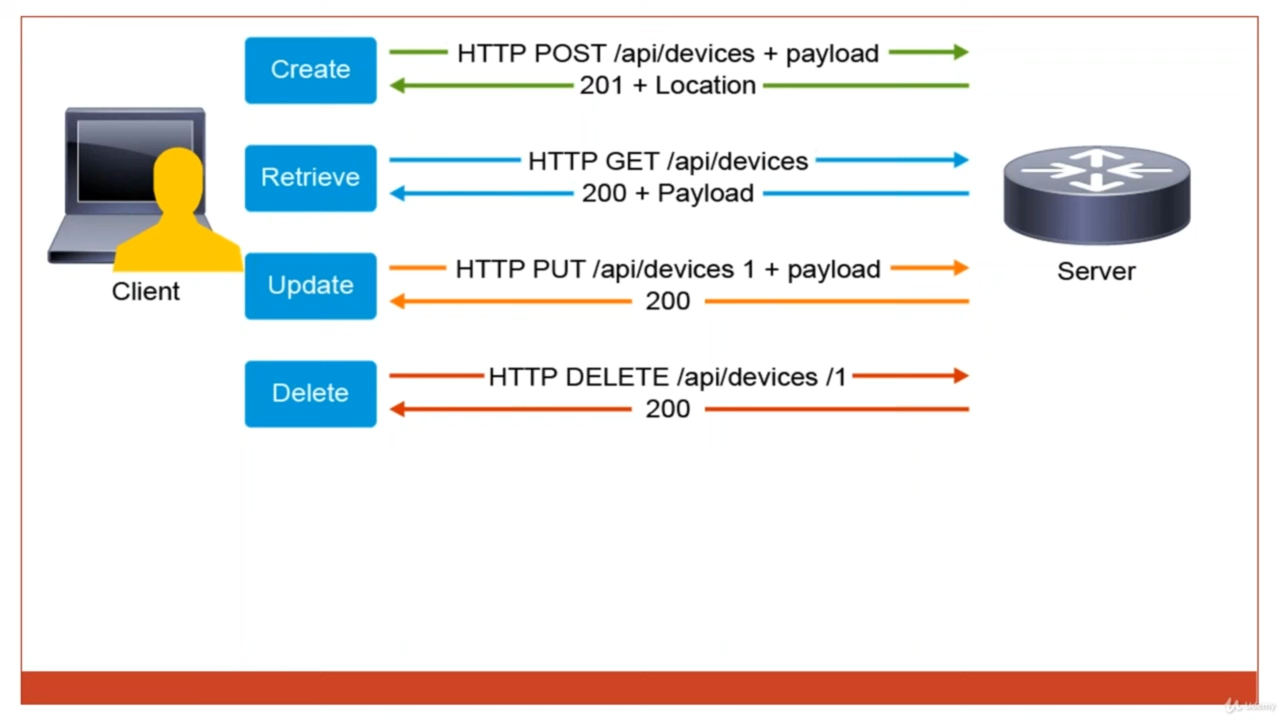 Create
HTTP POST /api/devices + payload
201 + Location
Retrieve
HTTP GET /api/devices
200 + Payload
Update
HTTP PUT /api/devices 1 + payload
200
Delete
HTTP DELETE /api/devices /1
200
Client
Server
Udemy